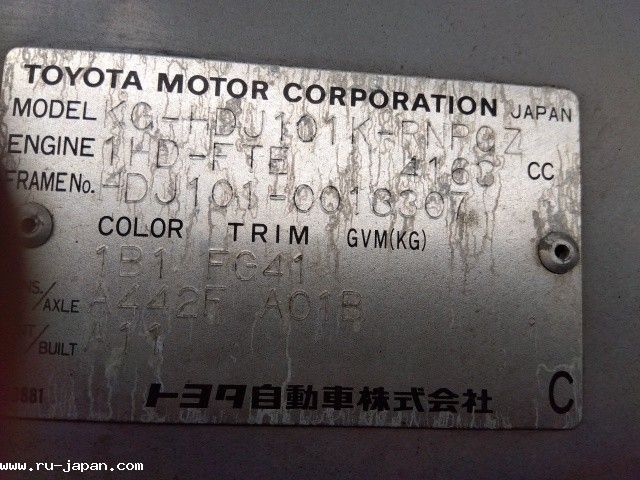 TOYOTA MOTOR CORPORATION JAPAN
MODEL KG-HDJ101K-RNPGZ
ENGINE 1HD-FTE 4163 CC
FRAME No. HDJ101-0018307
COLOR TRIM GVM(KG)
1B1 FG41
/AXLE A442F A01B
/BUILT A11
トヨタ自動車株式会社 C
www.ru-japan.com